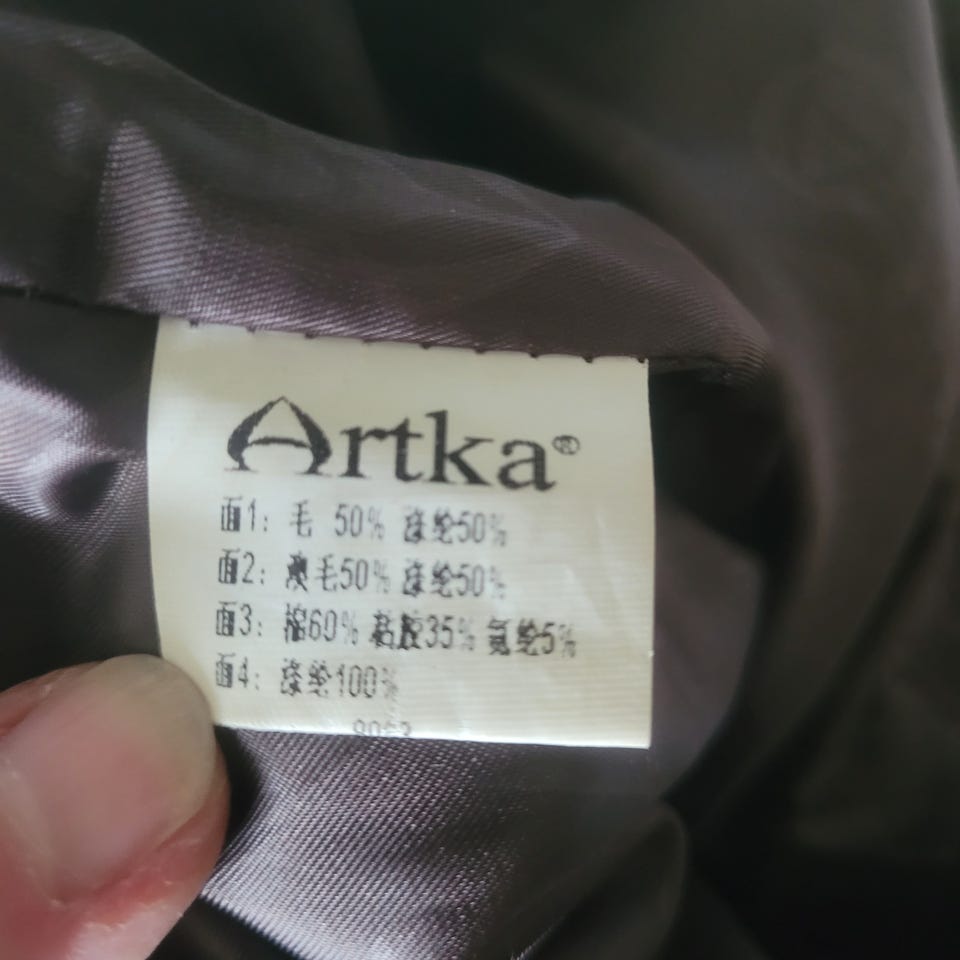 Artka®
面1: 毛 50% 涤纶50%
面2: 澳毛50% 涤纶50%
面3: 棉60% 粘胶35% 氨纶5%
面4: 涤纶100%